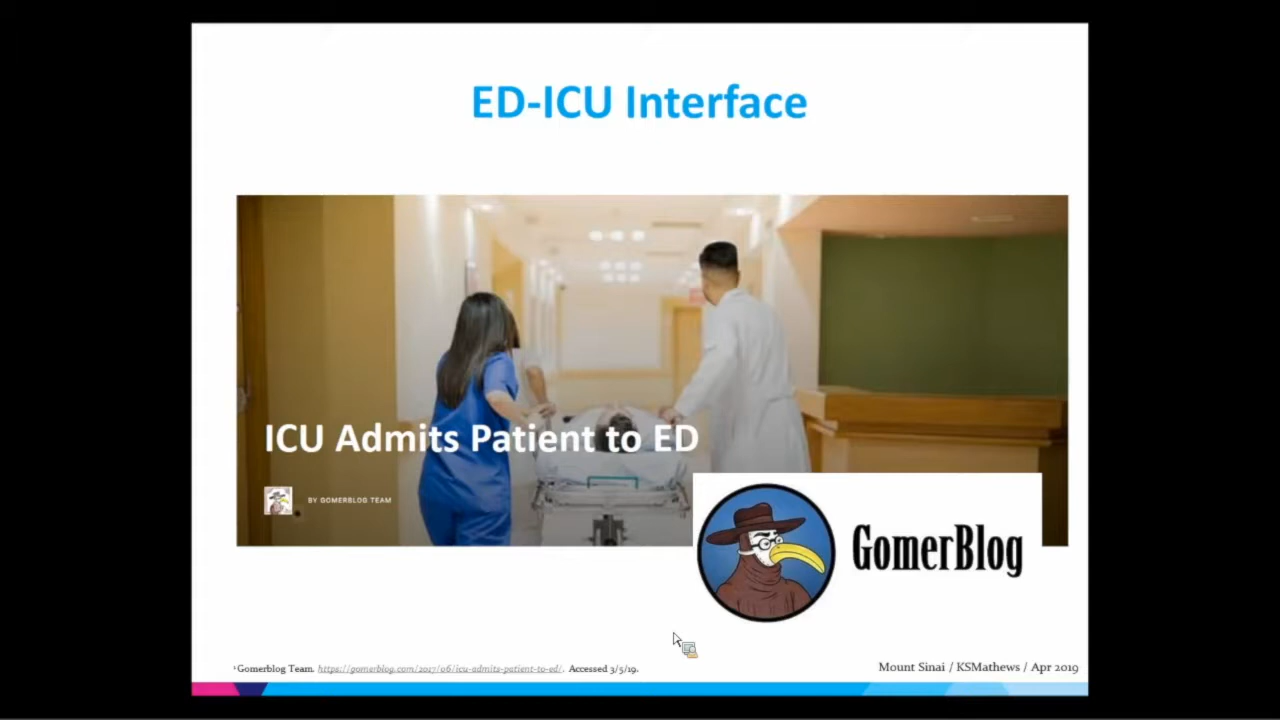 ED-ICU Interface
ICU Admits Patient to ED
BY GOMERBLOG TEAM
GomerBlog
¹Gomerblog Team. https://gomerblog.com/2017/06/icu-admits-patient-to-ed/. Accessed 3/5/19.
Mount Sinai / KSMathews / Apr 2019